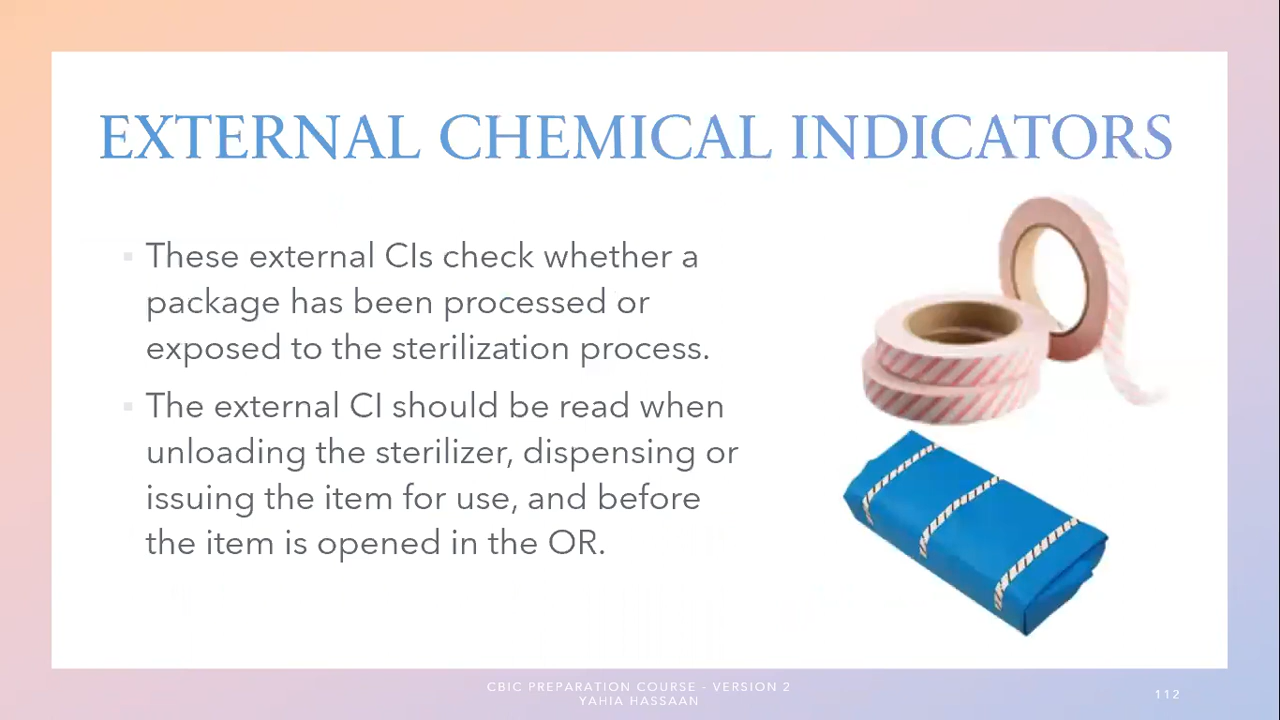 EXTERNAL CHEMICAL INDICATORS
These external CIs check whether a
package has been processed or
exposed to the sterilization process.
The external CI should be read when
unloading the sterilizer, dispensing or
issuing the item for use, and before
the item is opened in the OR.
CBIC PREPARATION COURSE - VERSION 2
YAHIA HASSAAN
112